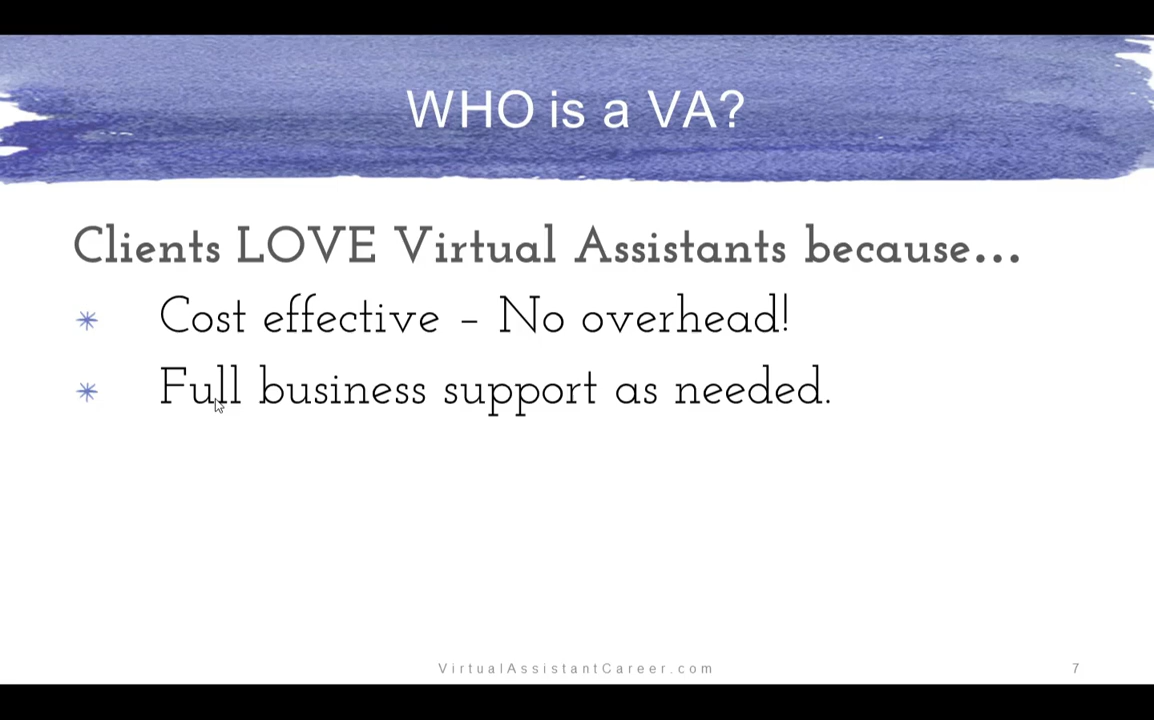 WHO is a VA?
Clients LOVE Virtual Assistants because...
Cost effective – No overhead!
Full business support as needed.
VirtualAssistantCareer.com
7